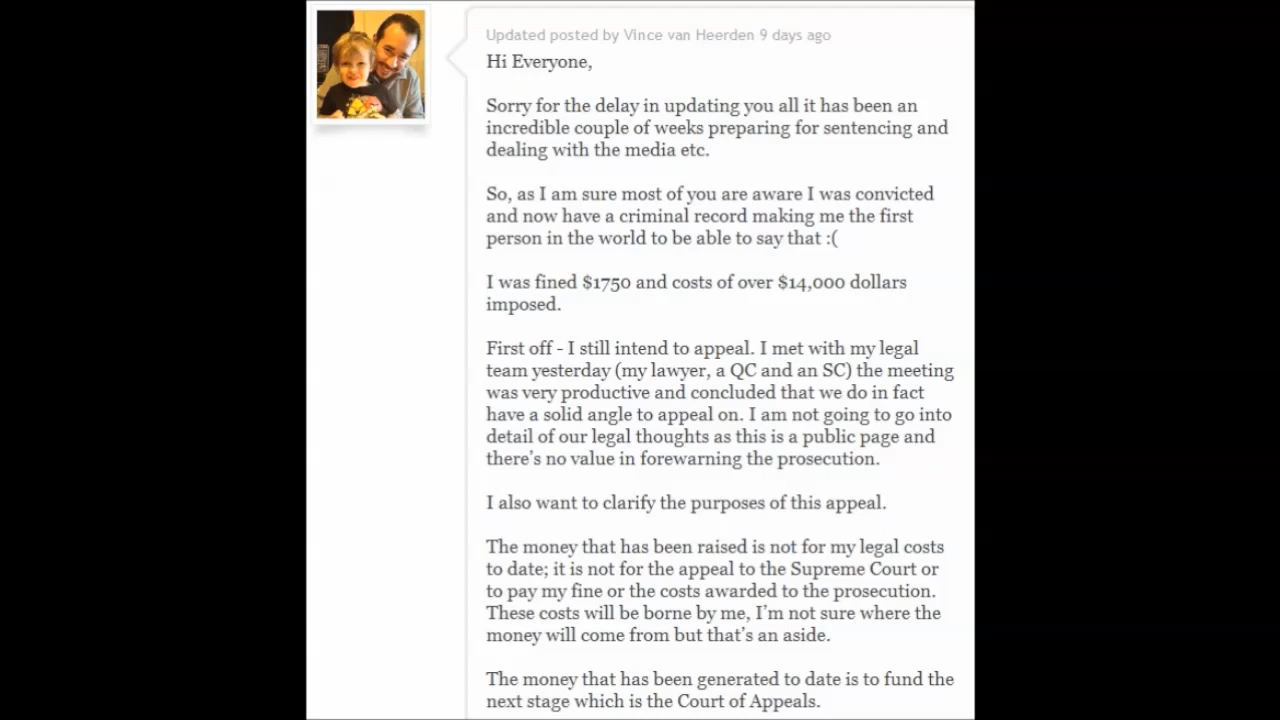 Updated posted by Vince van Heerden 9 days ago
Hi Everyone,
Sorry for the delay in updating you all it has been an
incredible couple of weeks preparing for sentencing and
dealing with the media etc.
So, as I am sure most of you are aware I was convicted
and now have a criminal record making me the first
person in the world to be able to say that :(
I was fined $1750 and costs of over $14,000 dollars
imposed.
First off - I still intend to appeal. I met with my legal
team yesterday (my lawyer, a QC and an SC) the meeting
was very productive and concluded that we do in fact
have a solid angle to appeal on. I am not going to go into
detail of our legal thoughts as this is a public page and
there's no value in forewarning the prosecution.
I also want to clarify the purposes of this appeal.
The money that has been raised is not for my legal costs
to date; it is not for the appeal to the Supreme Court or
to pay my fine or the costs awarded to the prosecution.
These costs will be borne by me, I'm not sure where the
money will come from but that's an aside.
The money that has been generated to date is to fund the
next stage which is the Court of Appeals.